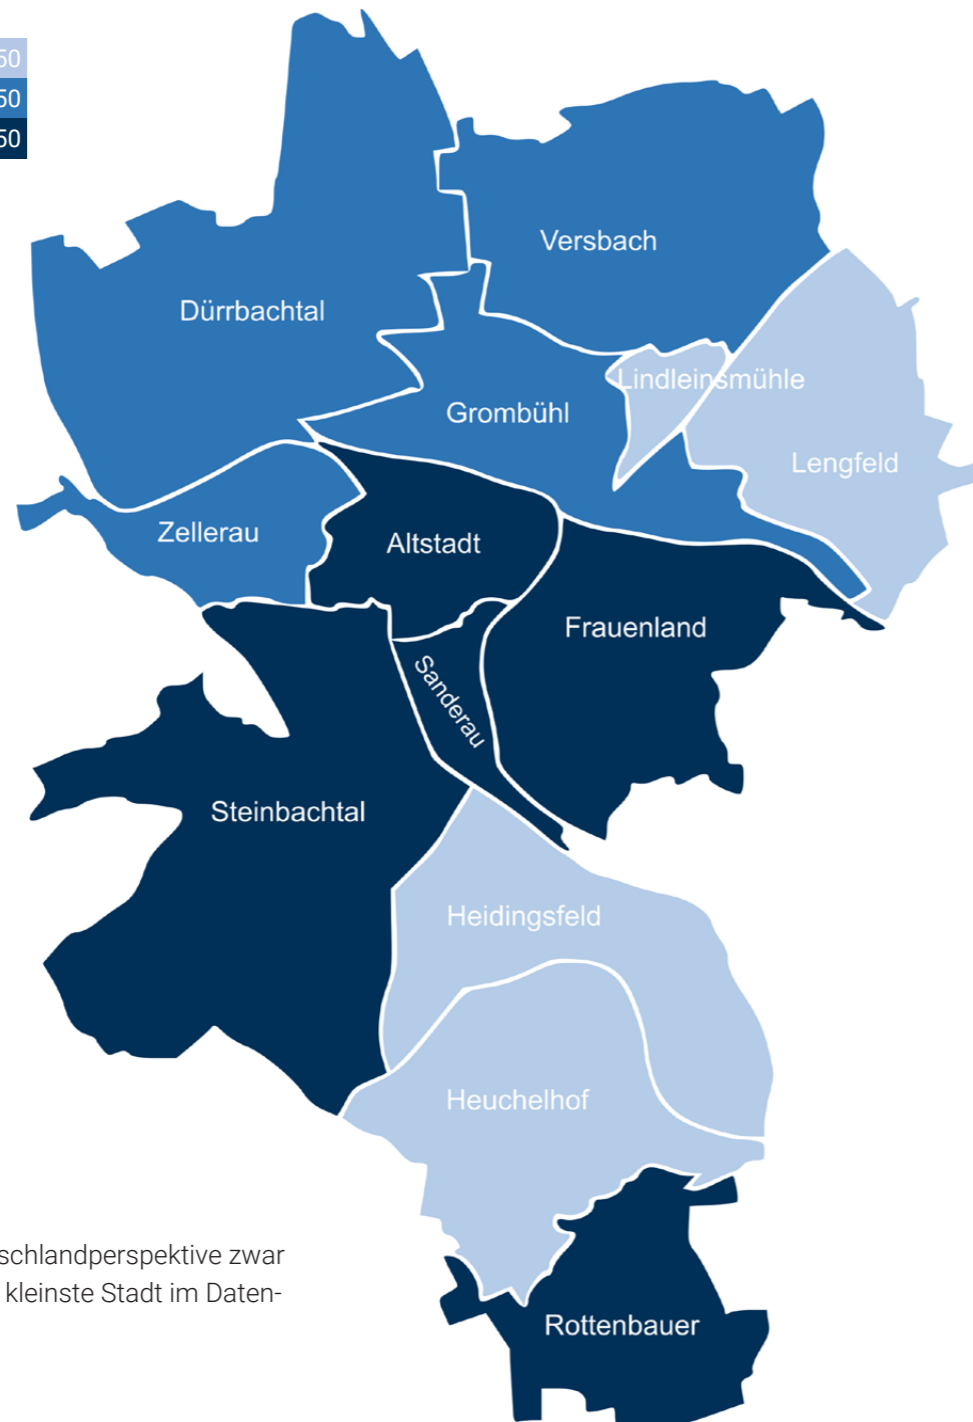 50
50
50
Versbach
Dürrbachtal
Lindleinsmühle
Grombühl
Lengfeld
Zellerau
Altstadt
Frauenland
Sanderau
Steinbachtal
Heidingsfeld
Heuchelhof
schlandperspektive zwar
kleinste Stadt im Daten-
Rottenbauer